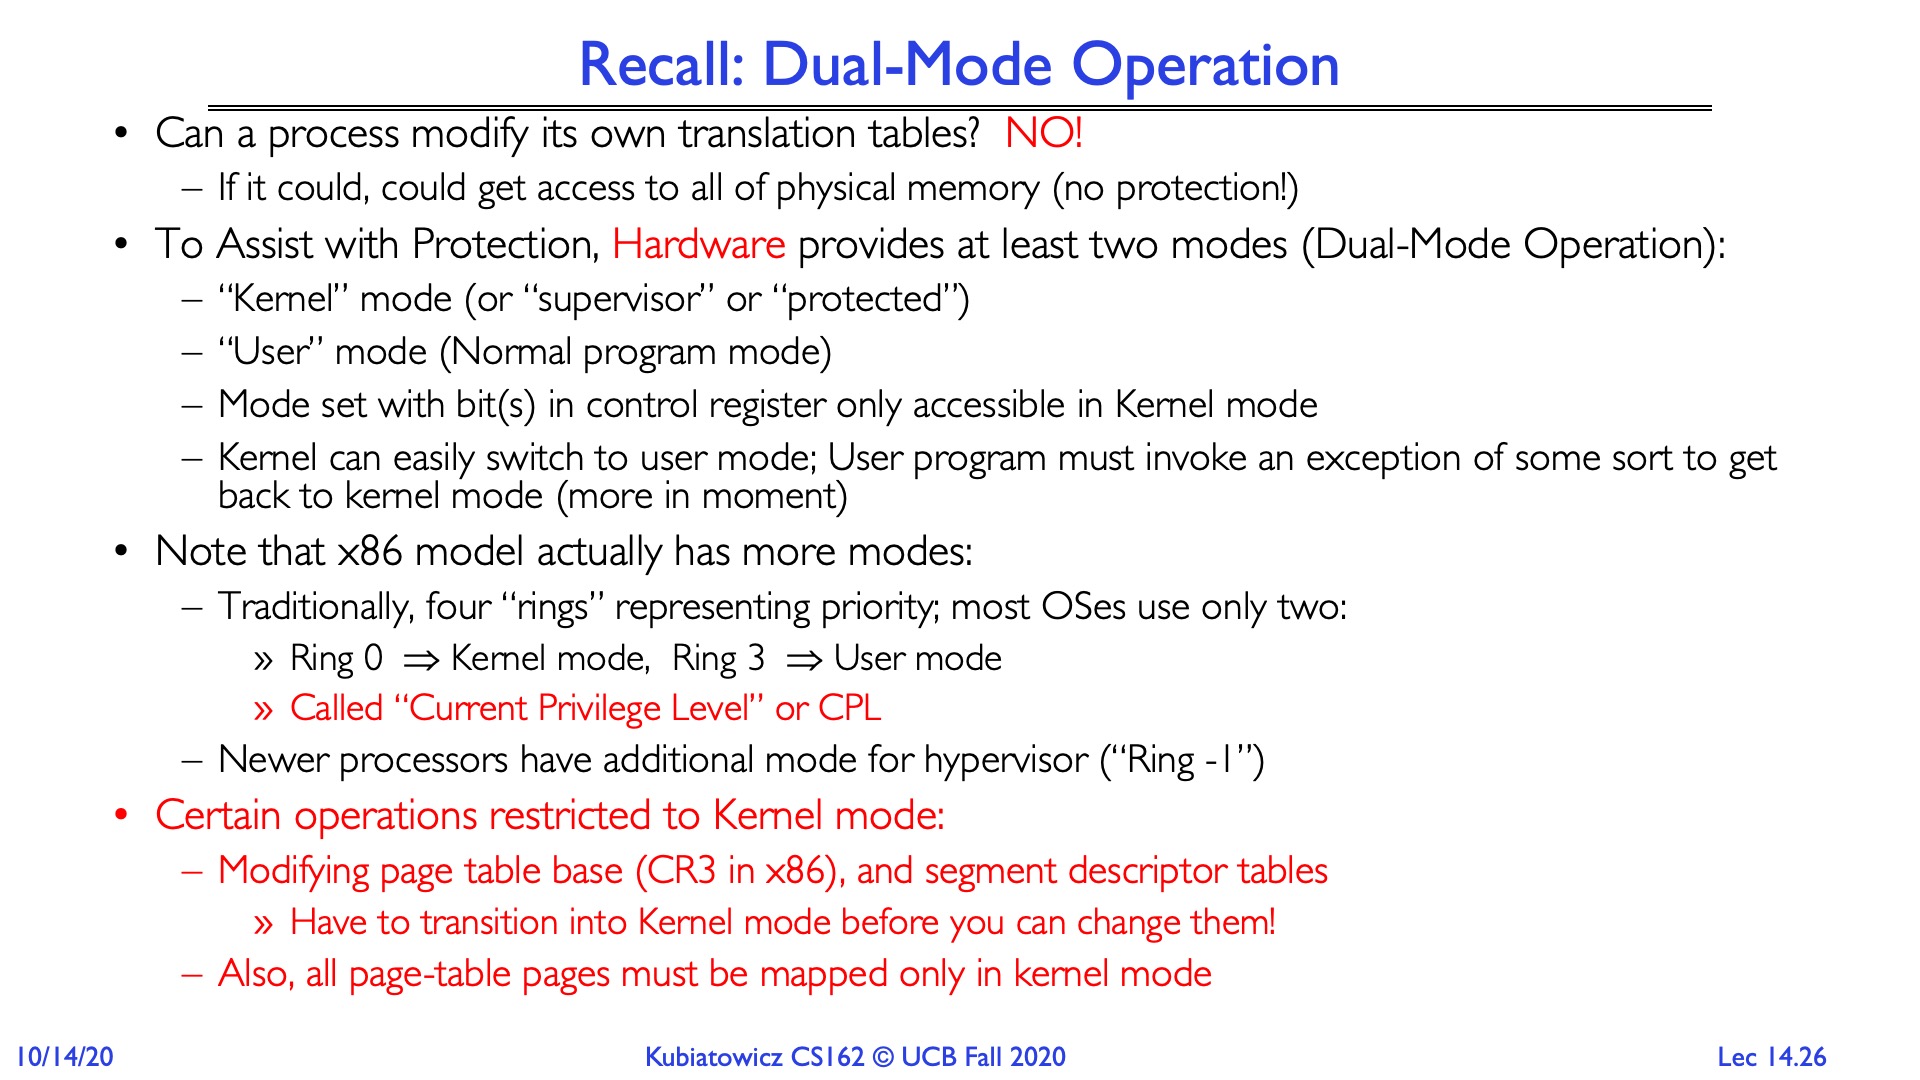 Recall: Dual-Mode Operation
• Can a process modify its own translation tables?  NO!
– If it could, could get access to all of physical memory (no protection!)
• To Assist with Protection, Hardware provides at least two modes (Dual-Mode Operation):
– “Kernel” mode (or “supervisor” or “protected”)
– “User” mode (Normal program mode)
– Mode set with bit(s) in control register only accessible in Kernel mode
– Kernel can easily switch to user mode; User program must invoke an exception of some sort to get
back to kernel mode (more in moment)
• Note that x86 model actually has more modes:
– Traditionally, four “rings” representing priority; most OSes use only two:
» Ring 0 ⇒ Kernel mode,  Ring 3 ⇒ User mode
» Called “Current Privilege Level” or CPL
– Newer processors have additional mode for hypervisor (“Ring -1”)
• Certain operations restricted to Kernel mode:
– Modifying page table base (CR3 in x86), and segment descriptor tables
» Have to transition into Kernel mode before you can change them!
– Also, all page-table pages must be mapped only in kernel mode
10/14/20
Kubiatowicz CS162 © UCB Fall 2020
Lec 14.26